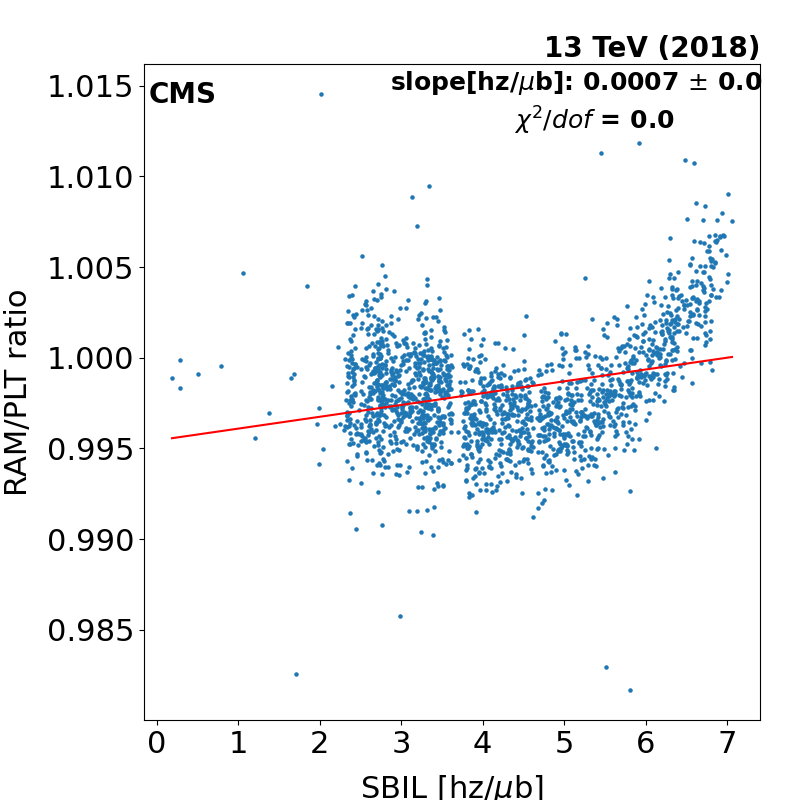 13 TeV (2018)
CMS
slope[hz/μb]: 0.0007 ± 0.0
χ²/dof = 0.0
1.015
1.010
1.005
1.000
0.995
0.990
0.985
RAM/PLT ratio
0 1 2 3 4 5 6 7
SBIL [hz/μb]